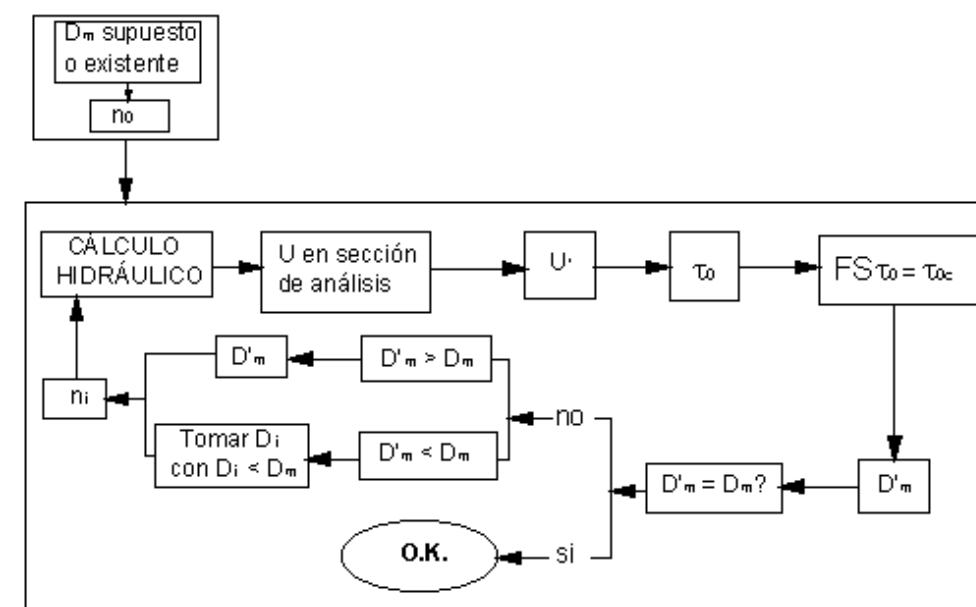 Dm supuesto
o existente
no
CÁLCULO
HIDRÁULICO
U en sección
de análisis
U'
τo
FS τo = τoc
D'm
D'm = Dm?
no
si
O.K.
D'm > Dm
D'm < Dm
D'm
Tomar Di
con Di < Dm
ni